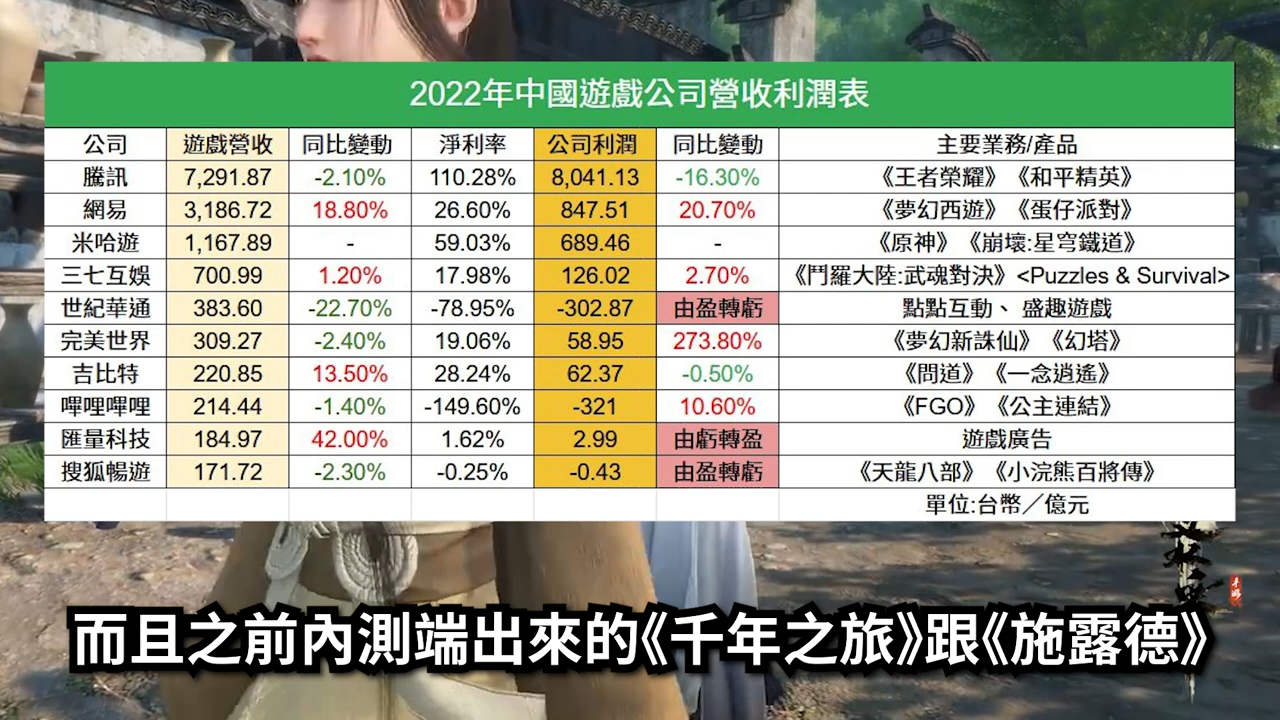 2022年中國遊戲公司營收利潤表
公司 遊戲營收 同比變動 淨利率 公司利潤 同比變動 主要業務/產品
騰訊 7,291.87 -2.10% 110.28% 8,041.13 -16.30% 《王者榮耀》《和平精英》
網易 3,186.72 18.80% 26.60% 847.51 20.70% 《夢幻西遊》《蛋仔派對》
米哈遊 1,167.89 - 59.03% 689.46 - 《原神》《崩壞:星穹鐵道》
三七互娛 700.99 1.20% 17.98% 126.02 2.70% 《鬥羅大陸:武魂對決》<Puzzles & Survival>
世紀華通 383.60 -22.70% -78.95% -302.87 由盈轉虧 點點互動、 盛趣遊戲
完美世界 309.27 -2.40% 19.06% 58.95 273.80% 《夢幻新誅仙》《幻塔》
吉比特 220.85 13.50% 28.24% 62.37 -0.50% 《問道》《一念逍遙》
嗶哩嗶哩 214.44 -1.40% -149.60% -321 10.60% 《FGO》《公主連結》
匯量科技 184.97 42.00% 1.62% 2.99 由虧轉盈 遊戲廣告
搜狐暢遊 171.72 -2.30% -0.25% -0.43 由盈轉虧 《天龍八部》《小浣熊百將傳》
單位:台幣／億元
而且之前內測端出來的《千年之旅》跟《施露德》